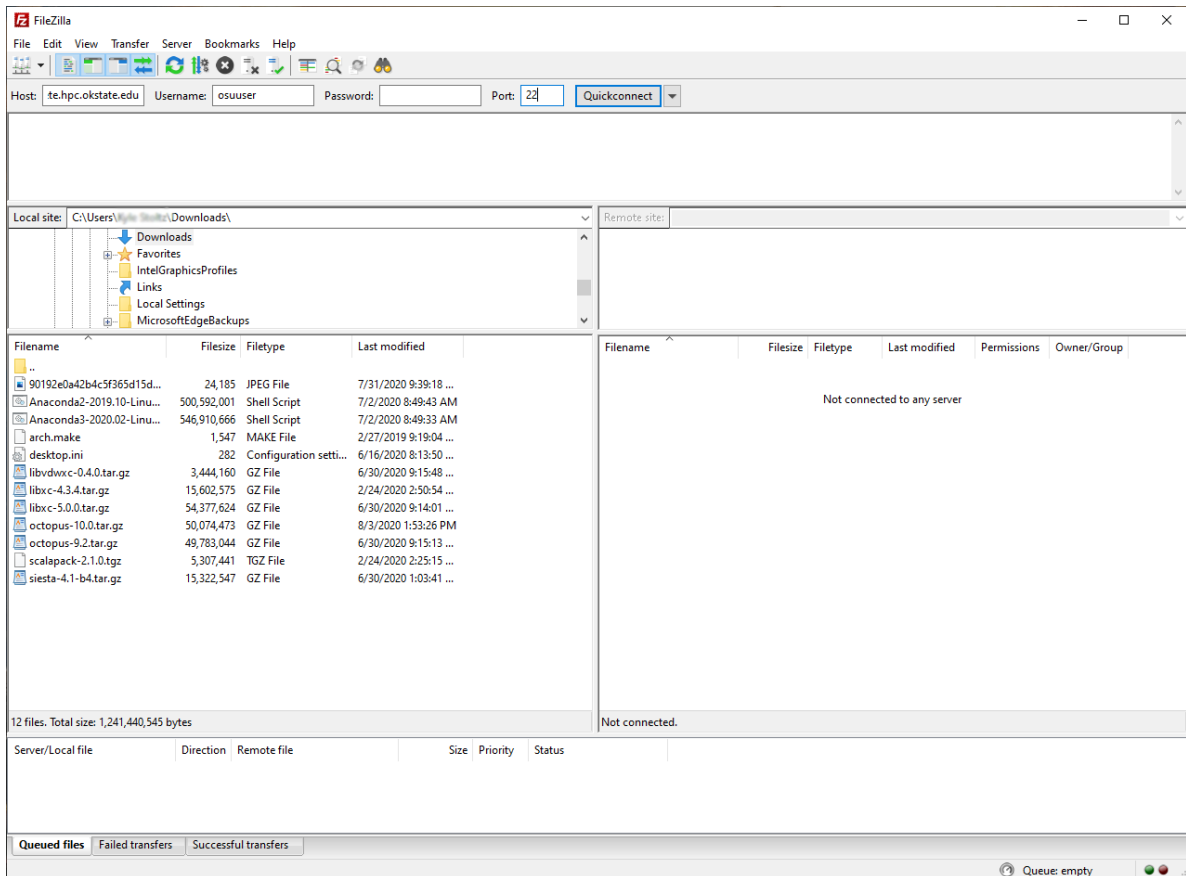 FileZilla
File Edit View Transfer Server Bookmarks Help
Host: te.hpc.okstate.edu Username: osuuser Password: Port: 22 Quickconnect
Local site: C:\Users\ \Downloads\
Remote site:
Downloads
Favorites
IntelGraphicsProfiles
Links
Local Settings
MicrosoftEdgeBackups
Filename Filesize Filetype Last modified
..
90192e0a42b4c5f365d15d... 24,185 JPEG File 7/31/2020 9:39:18 ...
Anaconda2-2019.10-Linu... 500,592,001 Shell Script 7/2/2020 8:49:43 AM
Anaconda3-2020.02-Linu... 546,910,666 Shell Script 7/2/2020 8:49:33 AM
arch.make 1,547 MAKE File 2/27/2019 9:19:04 ...
desktop.ini 282 Configuration setti... 6/16/2020 8:13:50 ...
libvdwxc-0.4.0.tar.gz 3,444,160 GZ File 6/30/2020 9:15:48 ...
libxc-4.3.4.tar.gz 15,602,575 GZ File 2/24/2020 2:50:54 ...
libxc-5.0.0.tar.gz 54,377,624 GZ File 6/30/2020 9:14:01 ...
octopus-10.0.tar.gz 50,074,473 GZ File 8/3/2020 1:53:26 PM
octopus-9.2.tar.gz 49,783,044 GZ File 6/30/2020 9:15:13 ...
scalapack-2.1.0.tgz 5,307,441 TGZ File 2/24/2020 2:25:15 ...
siesta-4.1-b4.tar.gz 15,322,547 GZ File 6/30/2020 1:03:41 ...
12 files. Total size: 1,241,440,545 bytes
Filename Filesize Filetype Last modified Permissions Owner/Group
Not connected to any server
Not connected.
Server/Local file Direction Remote file Size Priority Status
Queued files Failed transfers Successful transfers
Queue: empty